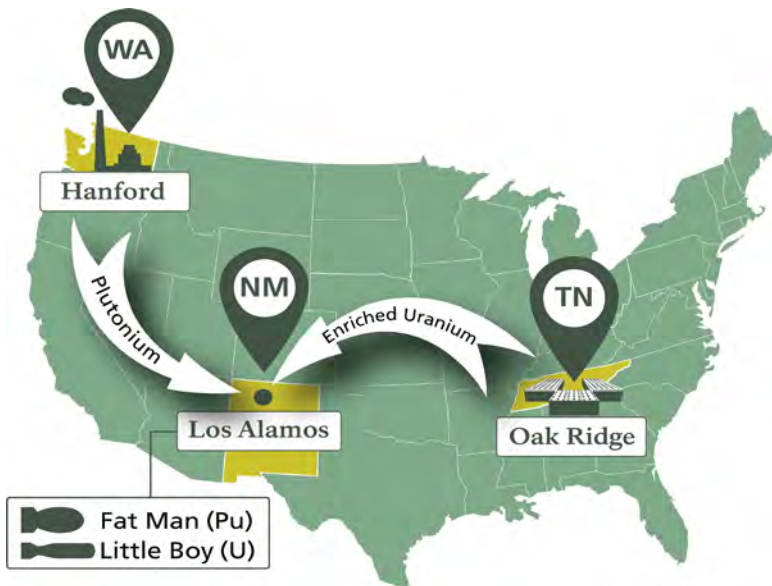 WA
Hanford
Plutonium
NM
Enriched Uranium
TN
Los Alamos
Oak Ridge
Fat Man (Pu)
Little Boy (U)